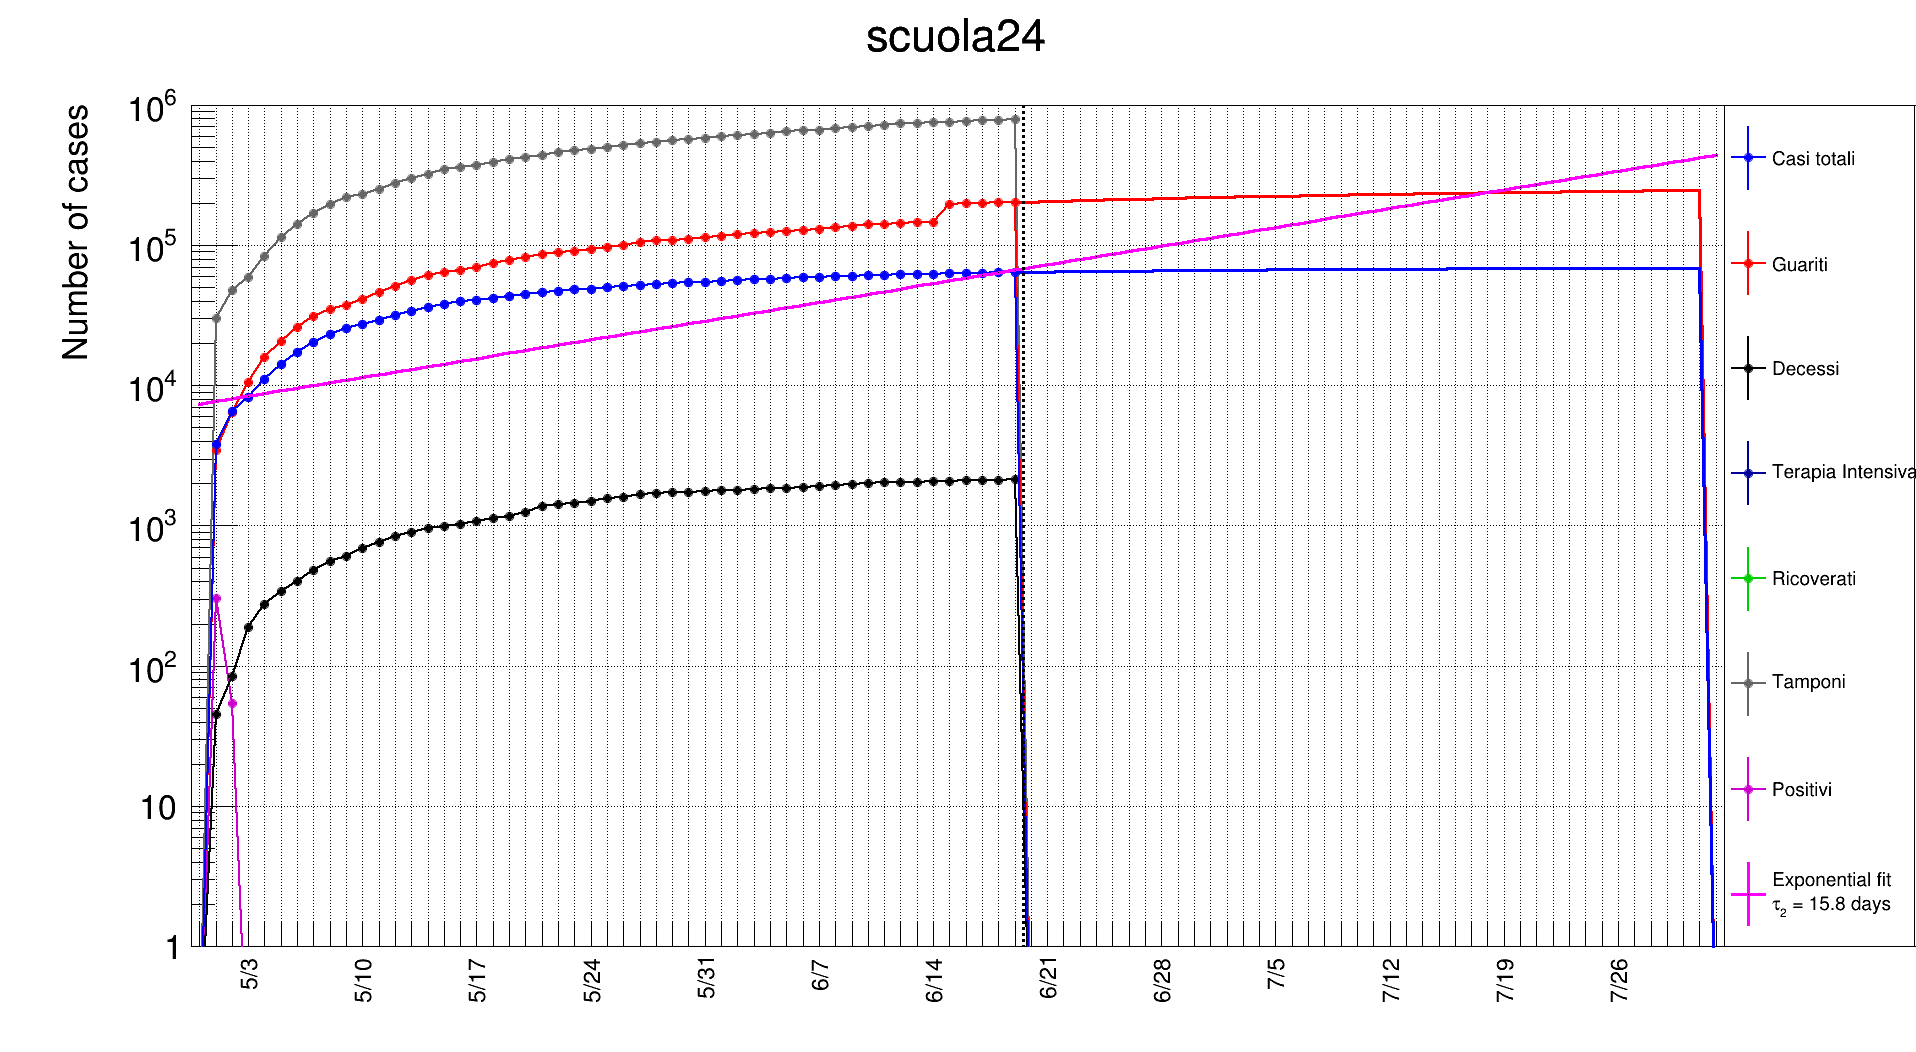 scuola24
Number of cases
10^6
10^5
10^4
10^3
10^2
10
1
5/3
5/10
5/17
5/24
5/31
6/7
6/14
6/21
6/28
7/5
7/12
7/19
7/26
Casi totali
Guariti
Decessi
Terapia Intensiva
Ricoverati
Tamponi
Positivi
Exponential fit
τ₂ = 15.8 days